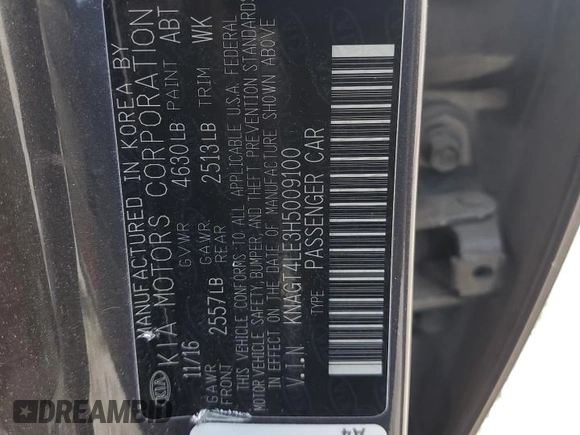 MANUFACTURED IN KOREA BY
KIA KIA MOTORS CORPORATION
11/16 GVWR 4630LB PAINT ABT
GAWR FRONT 2557LB GAWR REAR 2513LB TRIM WK
THIS VEHICLE CONFORMS TO ALL APPLICABLE U.S.A. FEDERAL
MOTOR VEHICLE SAFETY, BUMPER, AND THEFT PREVENTION STANDARDS
IN EFFECT ON THE DATE OF MANUFACTURE SHOWN ABOVE
V.I.N KNAGT4LE3H5009100
TYPE PASSENGER CAR
A4
DREAMBID